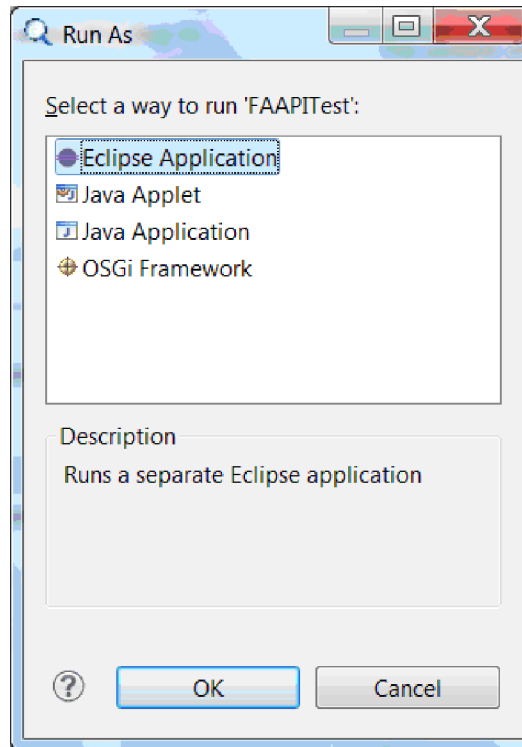 Run As
Select a way to run 'FAAPITest':
Eclipse Application
Java Applet
Java Application
OSGi Framework
Description
Runs a separate Eclipse application
?
OK
Cancel